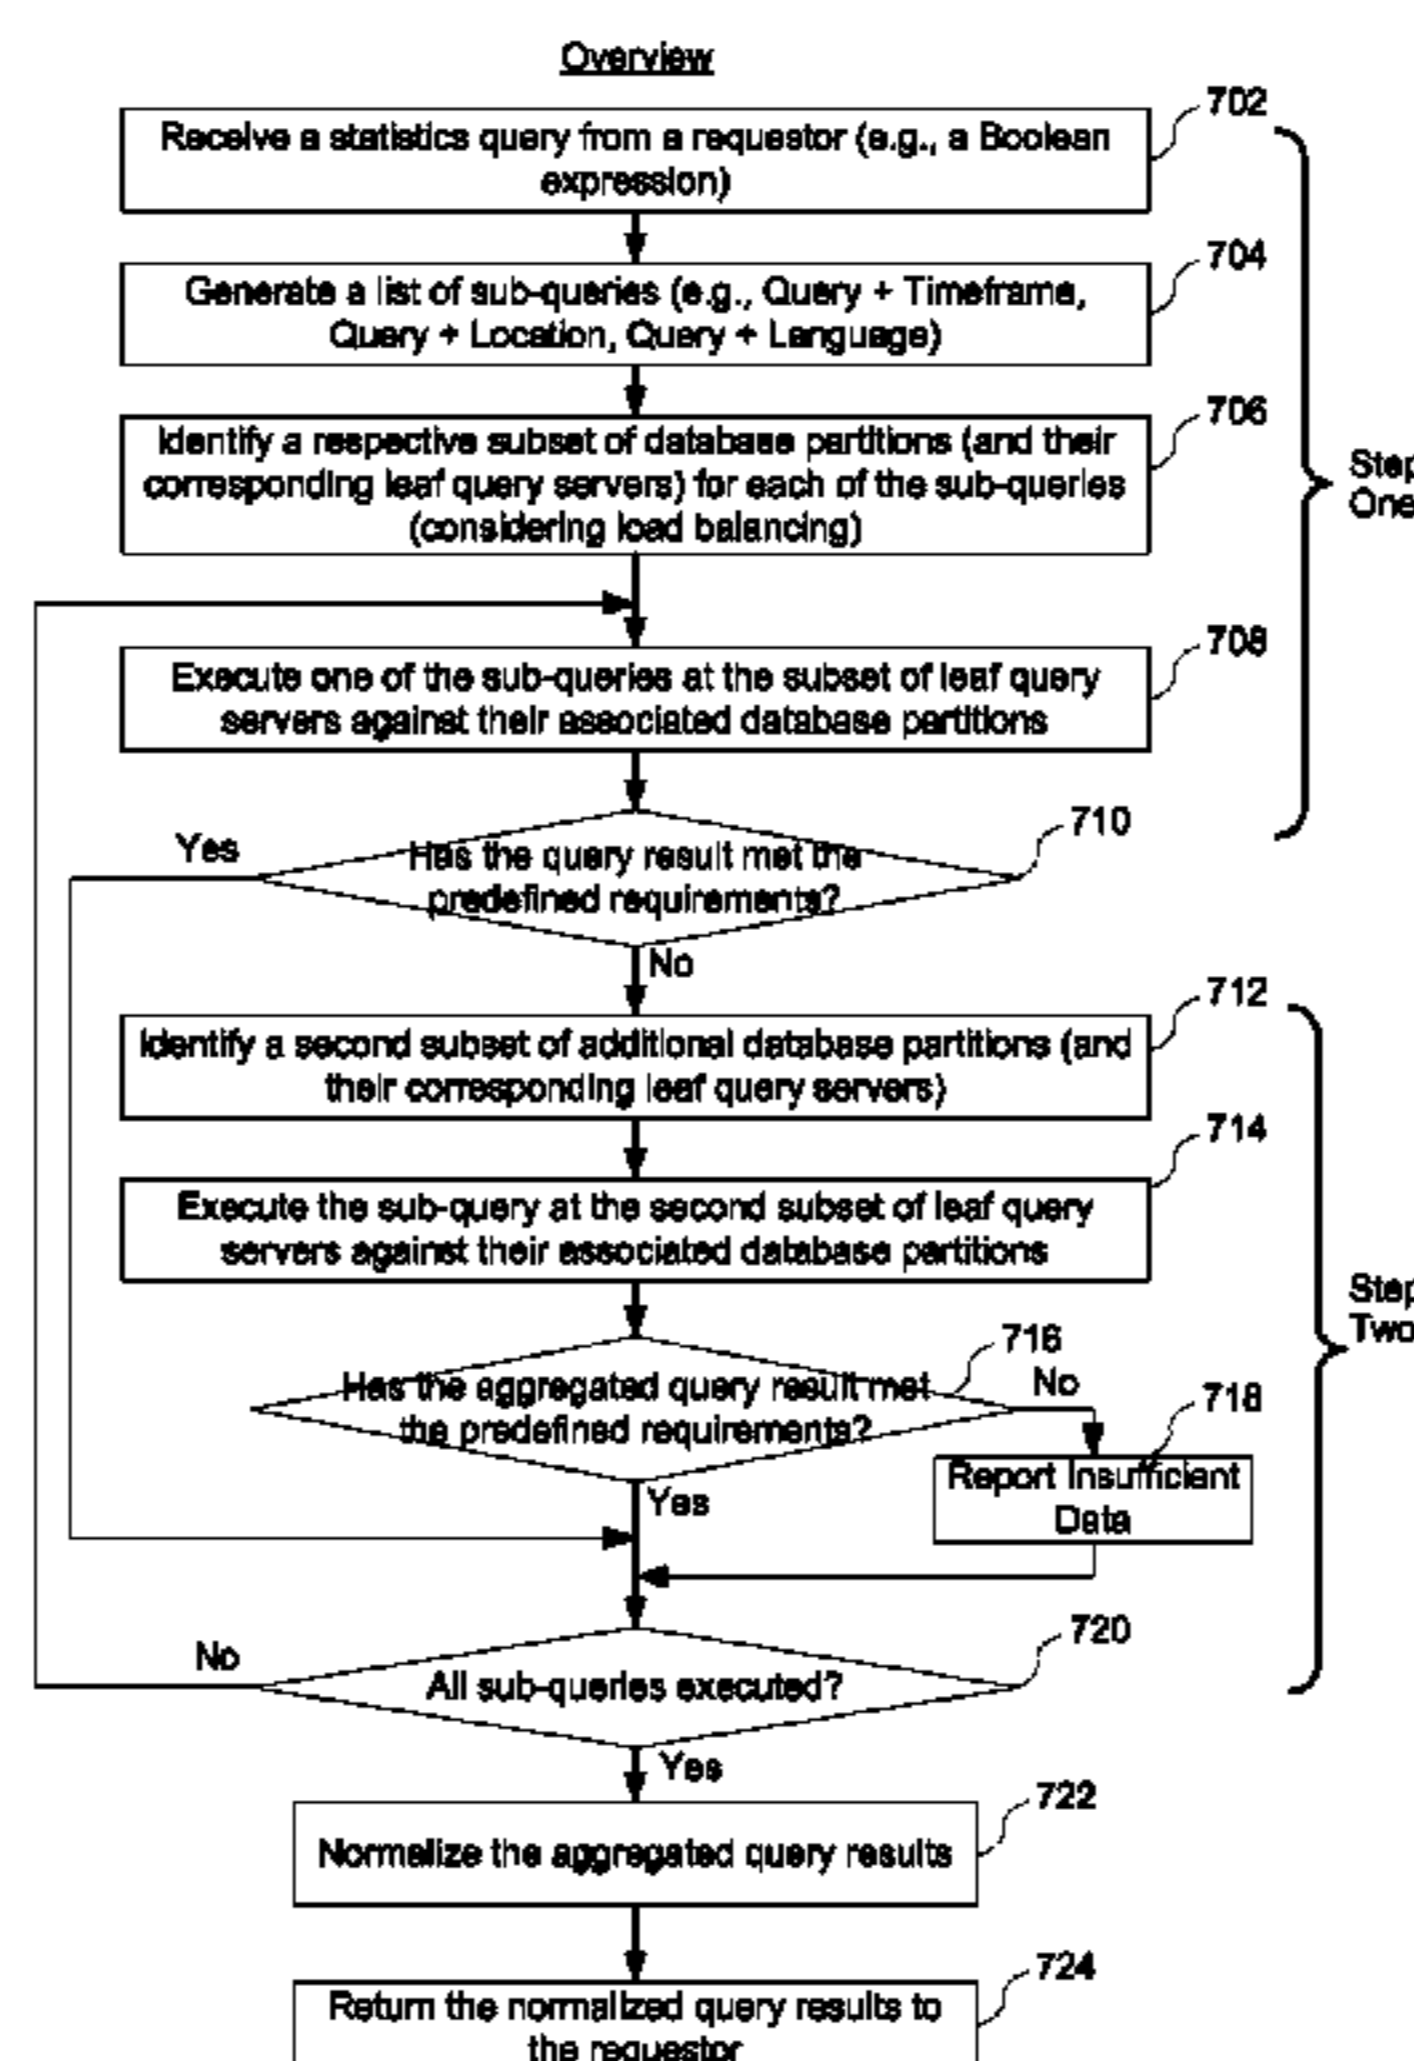 Overview
702
Receive a statistics query from a requestor (e.g., a Boolean
expression)
704
Generate a list of sub-queries (e.g., Query + Timeframe,
Query + Location, Query + Language)
706
Identify a respective subset of database partitions (and their
corresponding leaf query servers) for each of the sub-queries
(considering load balancing)
Step
One
708
Execute one of the sub-queries at the subset of leaf query
servers against their associated database partitions
710
Yes
Has the query result met the
predefined requirements?
No
712
Identify a second subset of additional database partitions (and
their corresponding leaf query servers)
714
Execute the sub-query at the second subset of leaf query
servers against their associated database partitions
Step
Two
716
Has the aggregated query result met
the predefined requirements?
No
718
Report Insufficient
Data
Yes
720
No
All sub-queries executed?
Yes
722
Normalize the aggregated query results
724
Return the normalized query results to
the requestor